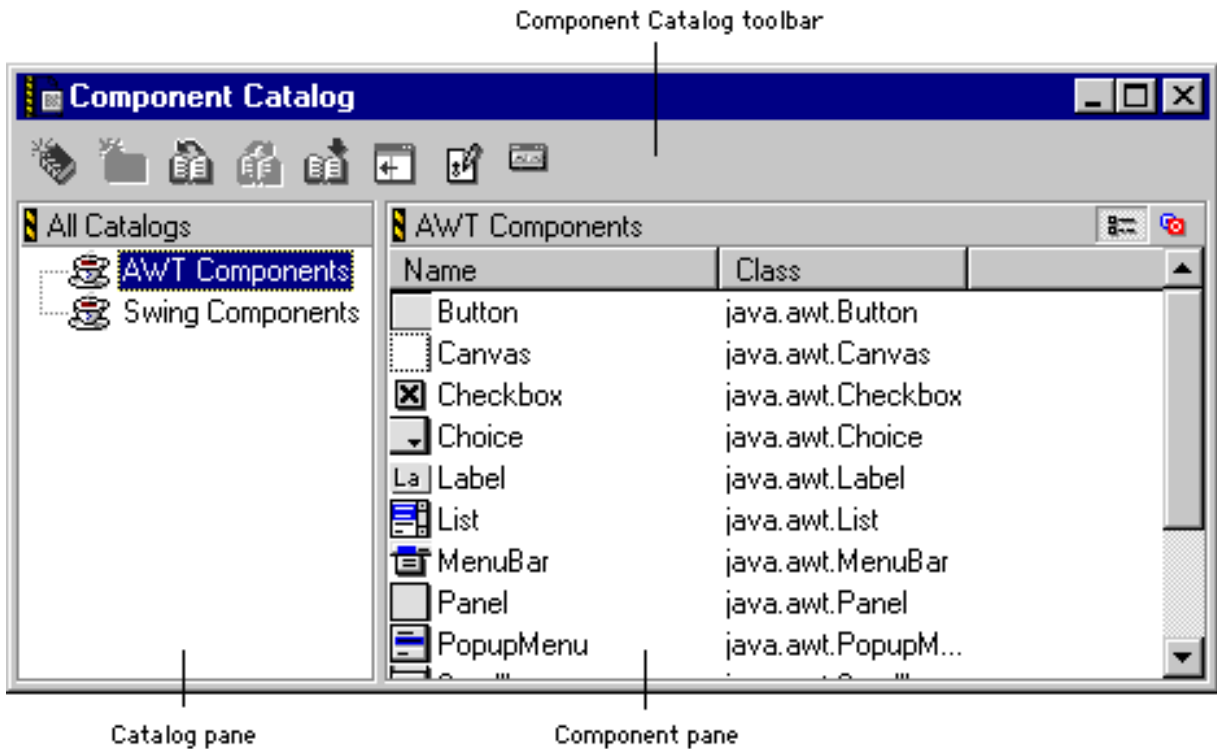 Component Catalog toolbar
Component Catalog
All Catalogs
AWT Components
Swing Components
AWT Components
Name Class
Button java.awt.Button
Canvas java.awt.Canvas
Checkbox java.awt.Checkbox
Choice java.awt.Choice
La Label java.awt.Label
List java.awt.List
MenuBar java.awt.MenuBar
Panel java.awt.Panel
PopupMenu java.awt.PopupM...
Catalog pane
Component pane